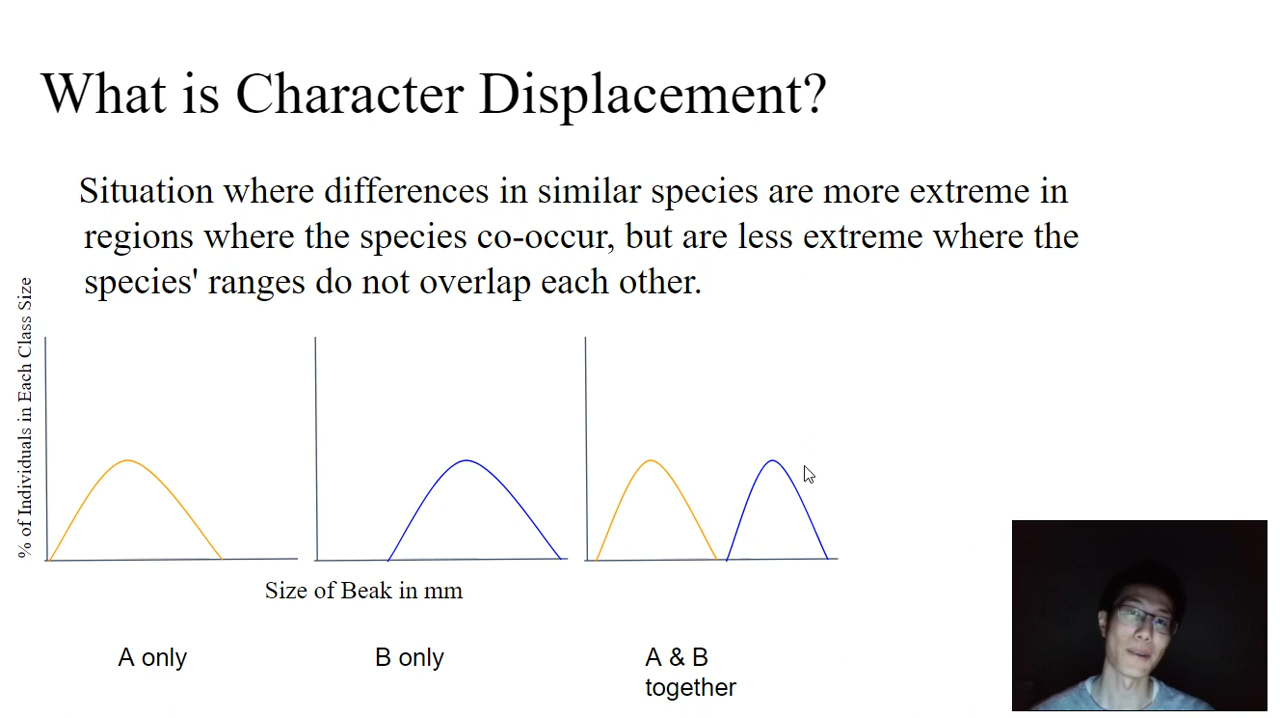 What is Character Displacement?
Situation where differences in similar species are more extreme in
regions where the species co-occur, but are less extreme where the
species' ranges do not overlap each other.
% of Individuals in Each Class Size
Size of Beak in mm
A only
B only
A & B
together